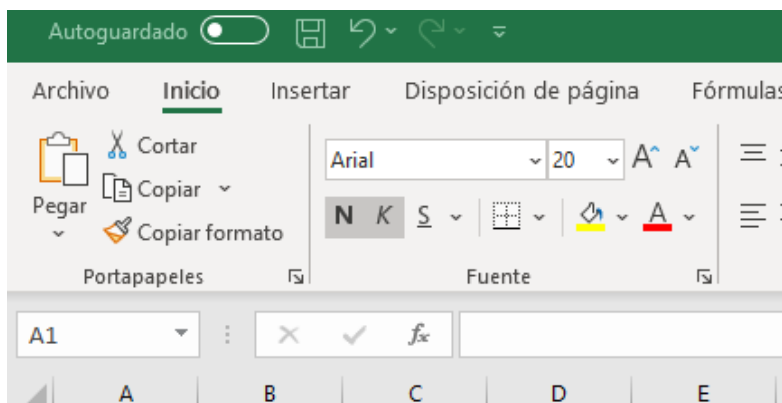 Autoguardado
Archivo Inicio Insertar Disposición de página Fórmulas
Pegar
Cortar
Copiar
Copiar formato
Portapapeles
Arial 20 A A
N K S A
Fuente
A1 fx
A B C D E